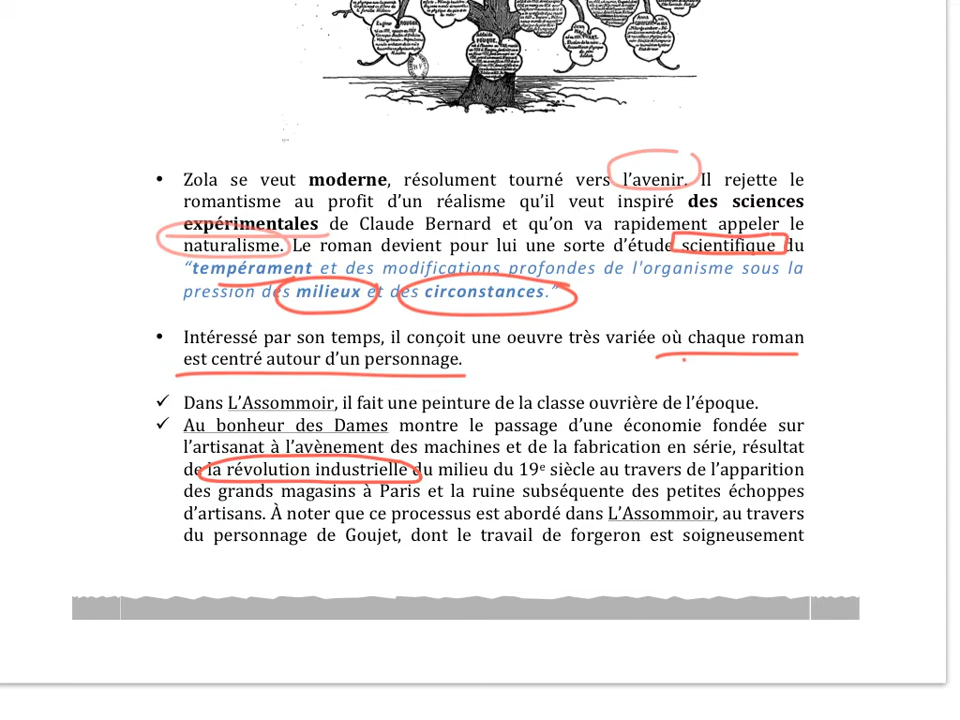 Zola se veut moderne, résolument tourné vers l'avenir. Il rejette le
romantisme au profit d'un réalisme qu'il veut inspiré des sciences
expérimentales de Claude Bernard et qu'on va rapidement appeler le
naturalisme. Le roman devient pour lui une sorte d'étude scientifique du
“tempérament et des modifications profondes de l'organisme sous la
pression des milieux et des circonstances.”
Intéressé par son temps, il conçoit une oeuvre très variée où chaque roman
est centré autour d'un personnage.
Dans L'Assommoir, il fait une peinture de la classe ouvrière de l'époque.
Au bonheur des Dames montre le passage d'une économie fondée sur
l'artisanat à l'avènement des machines et de la fabrication en série, résultat
de la révolution industrielle du milieu du 19e siècle au travers de l'apparition
des grands magasins à Paris et la ruine subséquente des petites échoppes
d'artisans. À noter que ce processus est abordé dans L'Assommoir, au travers
du personnage de Goujet, dont le travail de forgeron est soigneusement